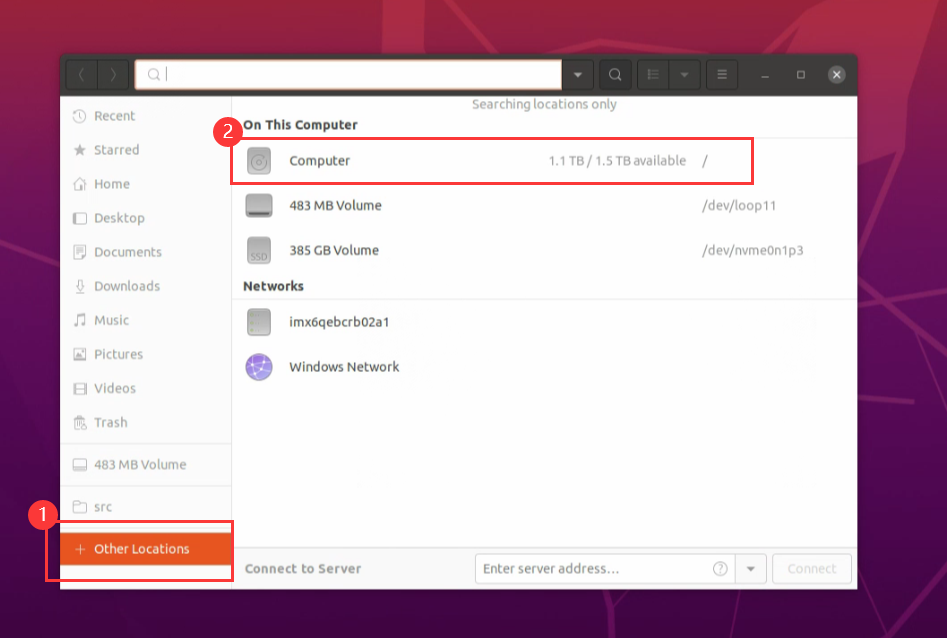 Searching locations only
Recent
Starred
Home
Desktop
Documents
Downloads
Music
Pictures
Videos
Trash
483 MB Volume
src
1
Other Locations
2
On This Computer
Computer 1.1 TB / 1.5 TB available /
483 MB Volume /dev/loop11
SSD
385 GB Volume /dev/nvme0n1p3
Networks
imx6qebcrb02a1
Windows Network
Connect to Server Enter server address... ? Connect